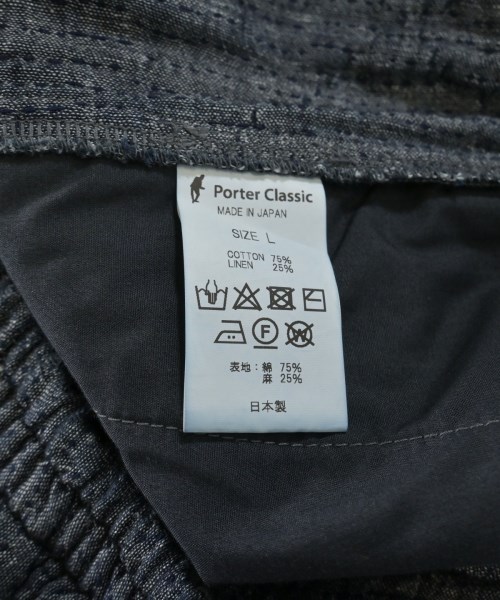 Porter Classic
MADE IN JAPAN
SIZE L
COTTON 75%
LINEN 25%
F
W
表地: 綿 75%
麻 25%
日本製